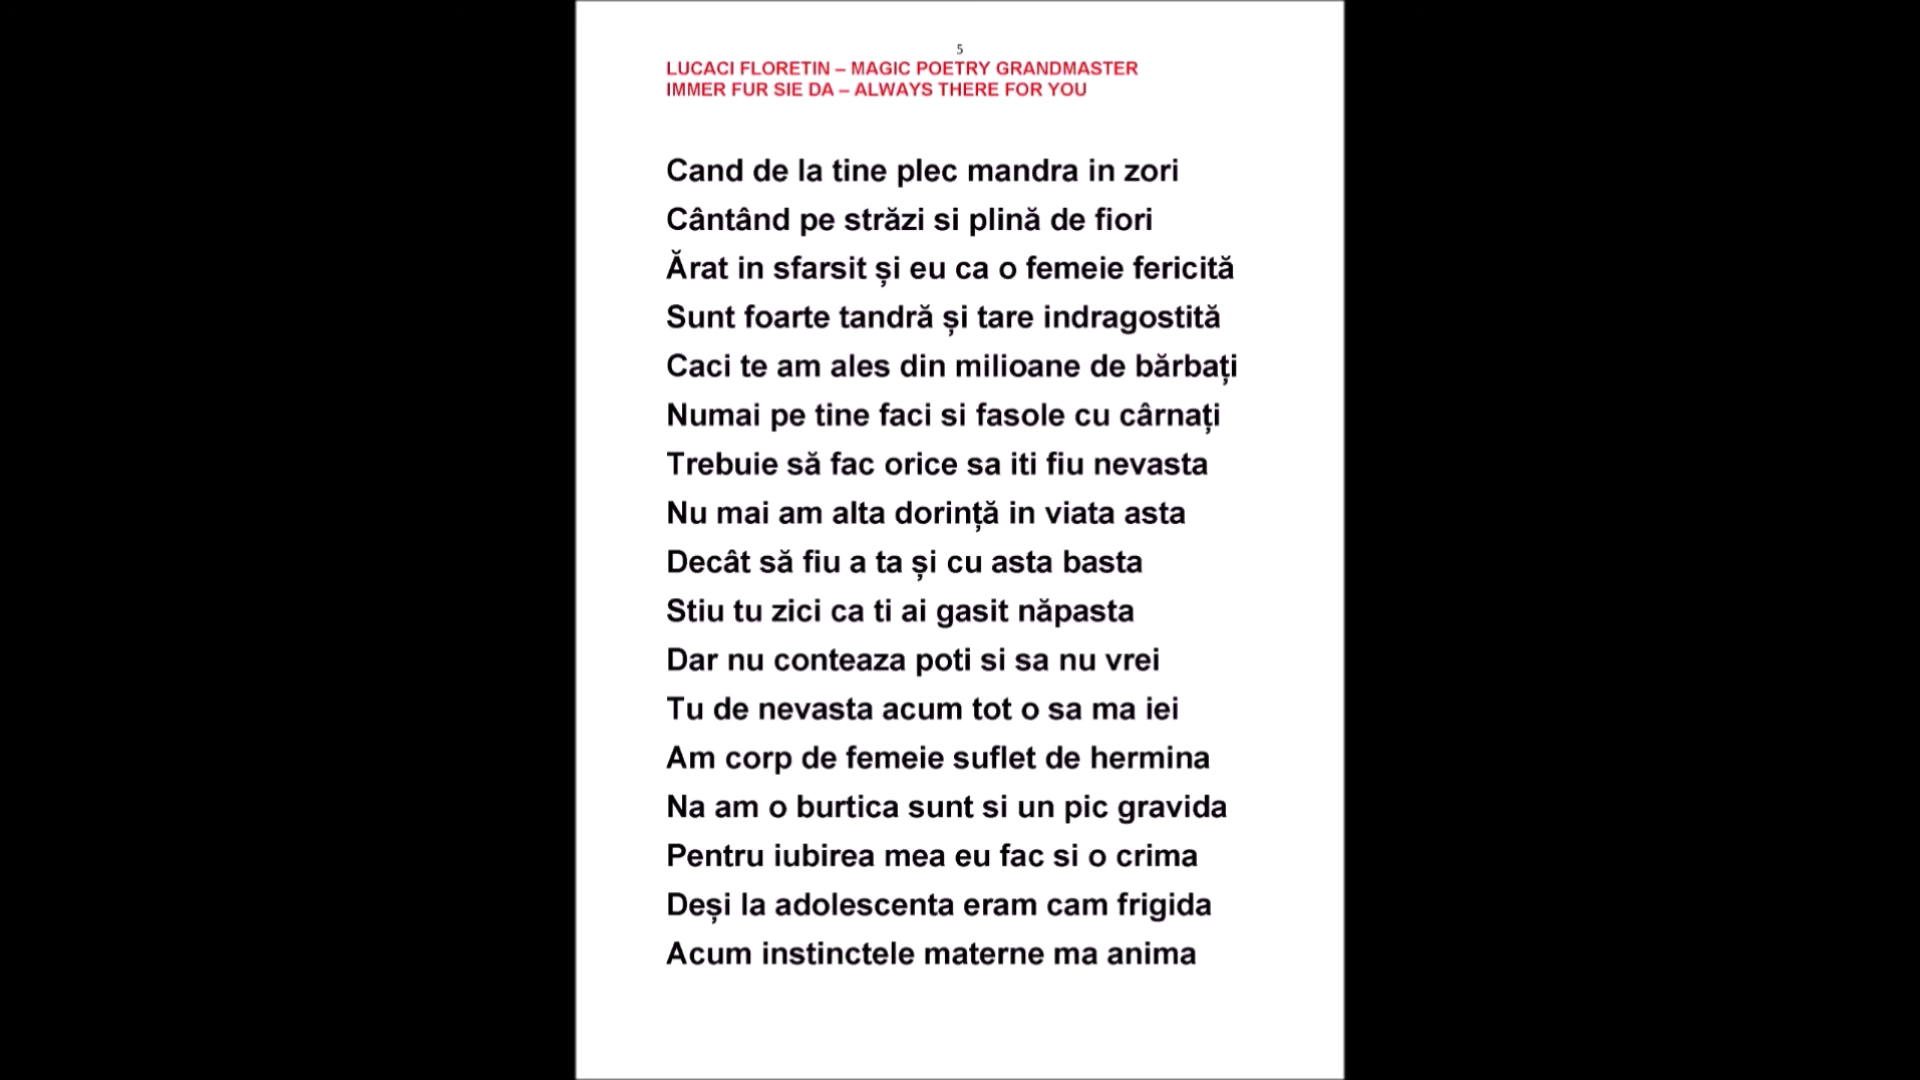 5
LUCACI FLORETIN – MAGIC POETRY GRANDMASTER
IMMER FUR SIE DA – ALWAYS THERE FOR YOU
Cand de la tine plec mandra in zori
Cântând pe străzi si plină de fiori
Ărat in sfarsit și eu ca o femeie fericită
Sunt foarte tandră și tare indragostită
Caci te am ales din milioane de bărbați
Numai pe tine faci si fasole cu cârnați
Trebuie să fac orice sa iti fiu nevasta
Nu mai am alta dorință in viata asta
Decât să fiu a ta și cu asta basta
Stiu tu zici ca ti ai gasit năpasta
Dar nu conteaza poti si sa nu vrei
Tu de nevasta acum tot o sa ma iei
Am corp de femeie suflet de hermina
Na am o burtica sunt si un pic gravida
Pentru iubirea mea eu fac si o crima
Deși la adolescenta eram cam frigida
Acum instinctele materne ma anima